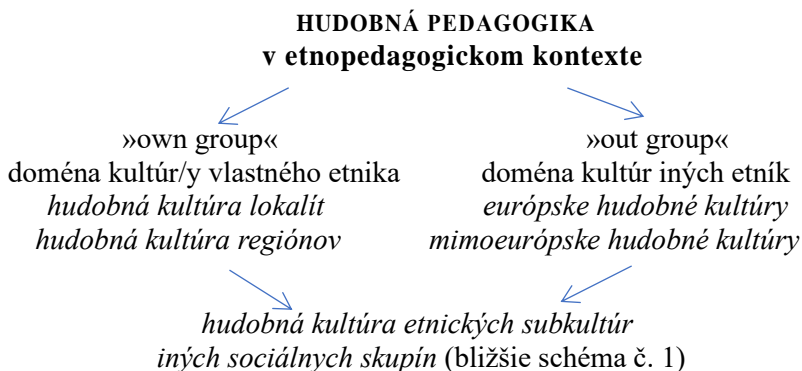 HUDOBNÁ PEDAGOGIKA
v etnopedagogickom kontexte
»own group«
doména kultúr/y vlastného etnika
hudobná kultúra lokalít
hudobná kultúra regiónov
»out group«
doména kultúr iných etník
európske hudobné kultúry
mimoeurópske hudobné kultúry
hudobná kultúra etnických subkultúr
iných sociálnych skupín (bližšie schéma č. 1)